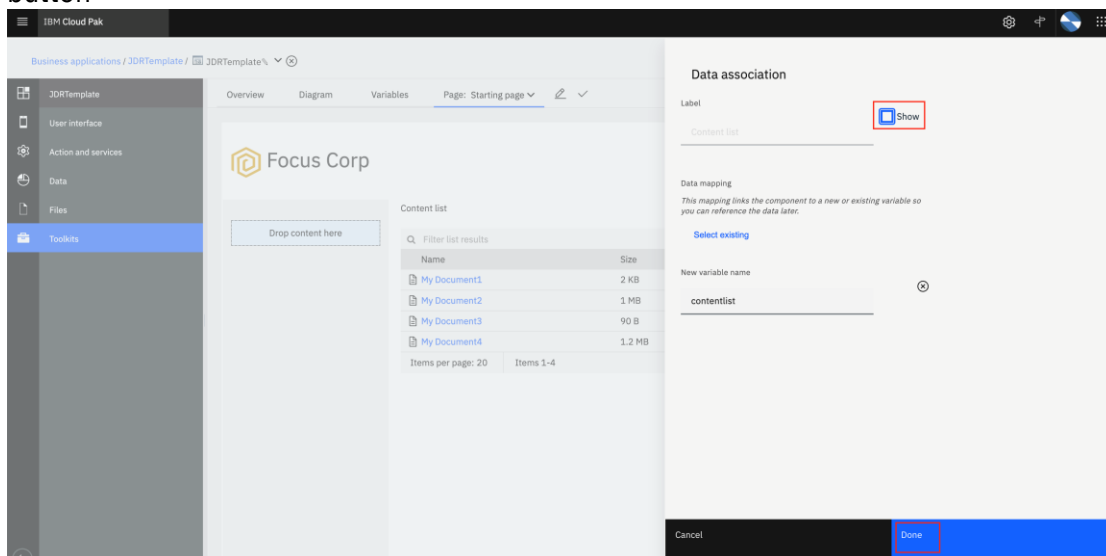 button
IBM Cloud Pak
Business applications / JDRTemplate / JDRTemplate%
JDRTemplate
User interface
Action and services
Data
Files
Toolkits
Overview Diagram Variables Page: Starting page
Focus Corp
Drop content here
Content list
Filter list results
Name Size
My Document1 2 KB
My Document2 1 MB
My Document3 90 B
My Document4 1.2 MB
Items per page: 20 Items 1-4
Data association
Label
Content list
Show
Data mapping
This mapping links the component to a new or existing variable so
you can reference the data later.
Select existing
New variable name
contentlist
Cancel Done